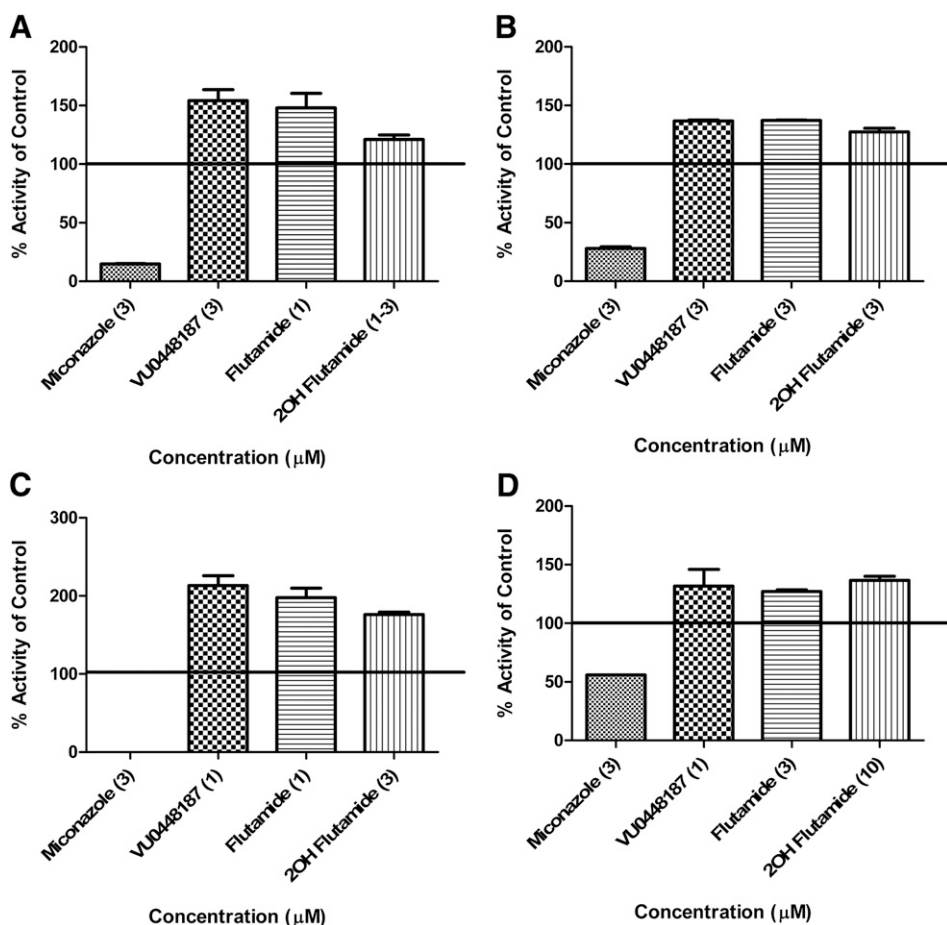 A
% Activity of Control
200
150
100
50
0
Miconazole (3)
VU0448187 (3)
Flutamide (1)
2OH Flutamide (1-3)
Concentration (μM)
B
% Activity of Control
200
150
100
50
0
Miconazole (3)
VU0448187 (3)
Flutamide (3)
2OH Flutamide (3)
Concentration (μM)
C
% Activity of Control
300
200
100
0
Miconazole (3)
VU0448187 (1)
Flutamide (1)
2OH Flutamide (3)
Concentration (μM)
D
% Activity of Control
200
150
100
50
0
Miconazole (3)
VU0448187 (1)
Flutamide (3)
2OH Flutamide (10)
Concentration (μM)